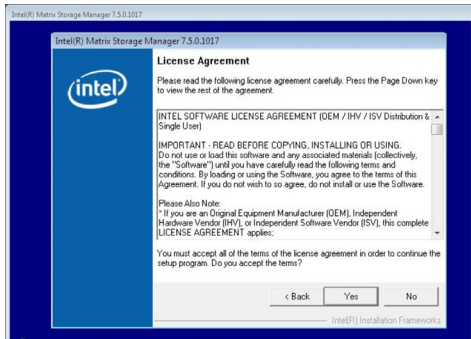 Intel(R) Matrix Storage Manager 7.5.0.1017
Intel(R) Matrix Storage Manager 7.5.0.1017
License Agreement
Please read the following license agreement carefully. Press the Page Down key
to view the rest of the agreement.
intel
INTEL SOFTWARE LICENSE AGREEMENT (OEM / IHV / ISV Distribution &
Single User)
IMPORTANT - READ BEFORE COPYING, INSTALLING OR USING.
Do not use or load this software and any associated materials (collectively,
the "Software") until you have carefully read the following terms and
conditions. By loading or using the Software, you agree to the terms of this
Agreement. If you do not wish to so agree, do not install or use the Software.
Please Also Note:
* If you are an Original Equipment Manufacturer (OEM), Independent
Hardware Vendor (IHV), or Independent Software Vendor (ISV), this complete
LICENSE AGREEMENT applies;
You must accept all of the terms of the license agreement in order to continue the
setup program. Do you accept the terms?
< Back Yes No
Intel(R) Installation Frameworks